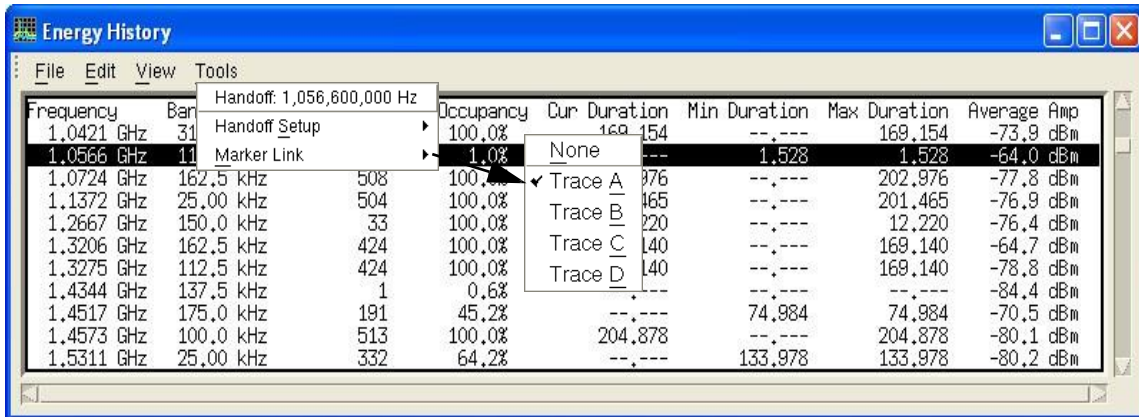 Energy History
File Edit View Tools
Handoff: 1,056,600,000 Hz
Handoff Setup
Marker Link
None
Trace A
Trace B
Trace C
Trace D
Frequency Occupancy Cur Duration Min Duration Max Duration Average Amp
1.0421 GHz 100.0% 169.154 --.--- 169.154 -73.9 dBm
1.0566 GHz 1.0% 1.528 1.528 -64.0 dBm
1.0724 GHz 162.5 kHz 508 --.--- 202.976 -77.8 dBm
1.1372 GHz 25.00 kHz 504 100.0% --.--- 201.465 -76.9 dBm
1.2667 GHz 150.0 kHz 33 100.0% --.--- 12.220 -76.4 dBm
1.3206 GHz 162.5 kHz 424 100.0% --.--- 169.140 -64.7 dBm
1.3275 GHz 112.5 kHz 424 100.0% --.--- 169.140 -78.8 dBm
1.4344 GHz 137.5 kHz 1 0.6% --.--- --.--- --.--- -84.4 dBm
1.4517 GHz 175.0 kHz 191 45.2% --.--- 74.984 74.984 -70.5 dBm
1.4573 GHz 100.0 kHz 513 100.0% 204.878 --.--- 204.878 -80.1 dBm
1.5311 GHz 25.00 kHz 332 64.2% --.--- 133.978 133.978 -80.2 dBm